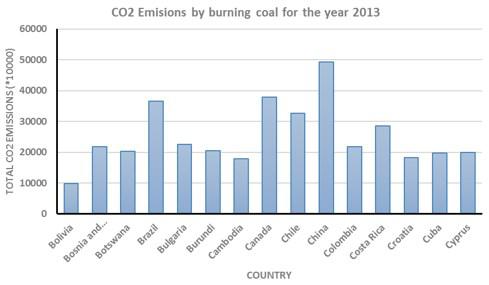 CO2 Emisions by burning coal for the year 2013
TOTAL CO2 EMISSIONS (*10000)
60000
50000
40000
30000
20000
10000
0
Bolivia
Bosnia and...
Botswana
Brazil
Bulgaria
Burundi
Cambodia
Canada
Chile
China
Colombia
Costa Rica
Croatia
Cuba
Cyprus
COUNTRY